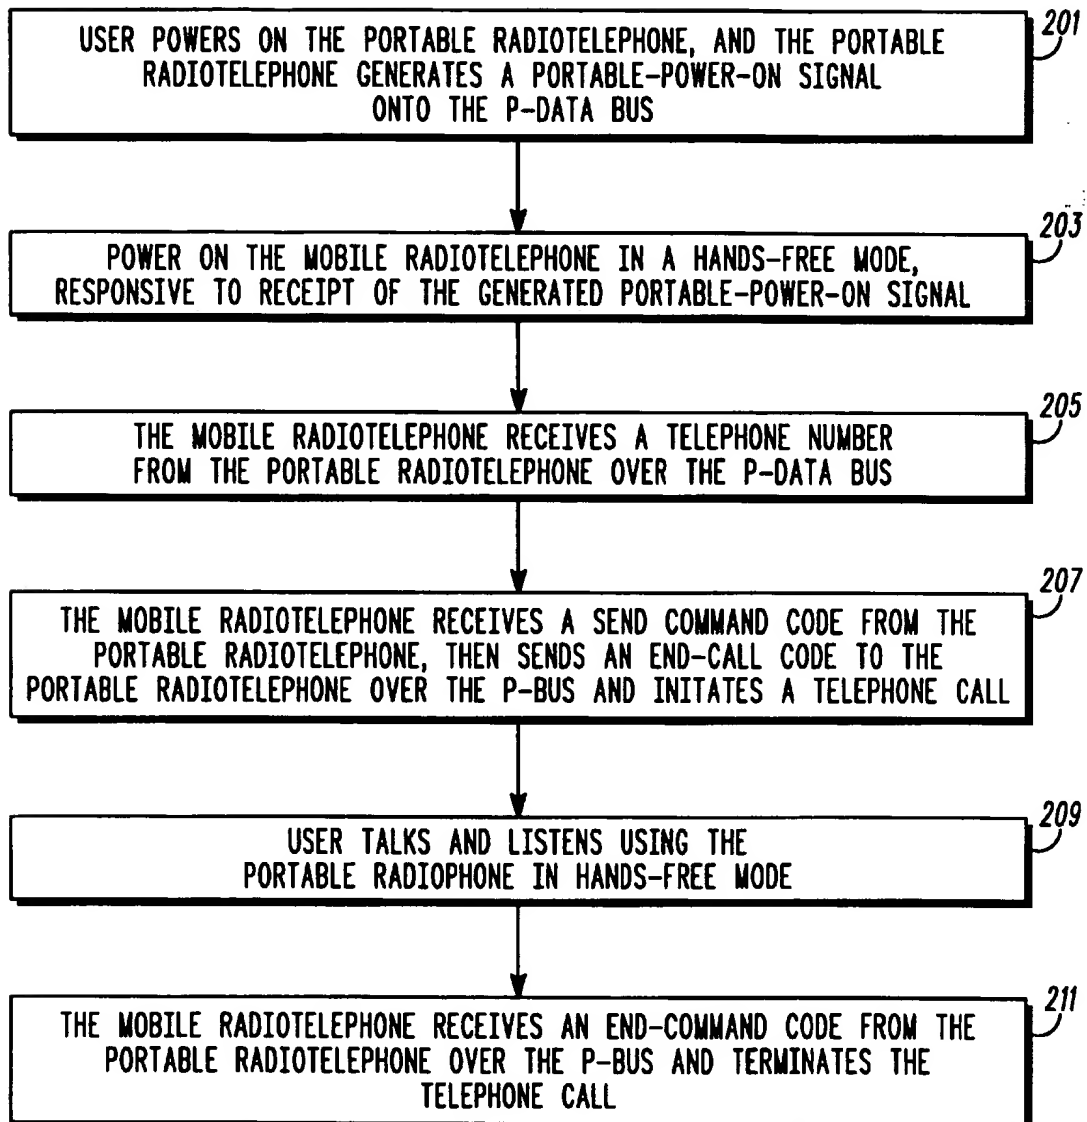 201
USER POWERS ON THE PORTABLE RADIOTELEPHONE, AND THE PORTABLE
RADIOTELEPHONE GENERATES A PORTABLE-POWER-ON SIGNAL
ONTO THE P-DATA BUS
203
POWER ON THE MOBILE RADIOTELEPHONE IN A HANDS-FREE MODE,
RESPONSIVE TO RECEIPT OF THE GENERATED PORTABLE-POWER-ON SIGNAL
205
THE MOBILE RADIOTELEPHONE RECEIVES A TELEPHONE NUMBER
FROM THE PORTABLE RADIOTELEPHONE OVER THE P-DATA BUS
207
THE MOBILE RADIOTELEPHONE RECEIVES A SEND COMMAND CODE FROM THE
PORTABLE RADIOTELEPHONE, THEN SENDS AN END-CALL CODE TO THE
PORTABLE RADIOTELEPHONE OVER THE P-BUS AND INITATES A TELEPHONE CALL
209
USER TALKS AND LISTENS USING THE
PORTABLE RADIOPHONE IN HANDS-FREE MODE
211
THE MOBILE RADIOTELEPHONE RECEIVES AN END-COMMAND CODE FROM THE
PORTABLE RADIOTELEPHONE OVER THE P-BUS AND TERMINATES THE
TELEPHONE CALL